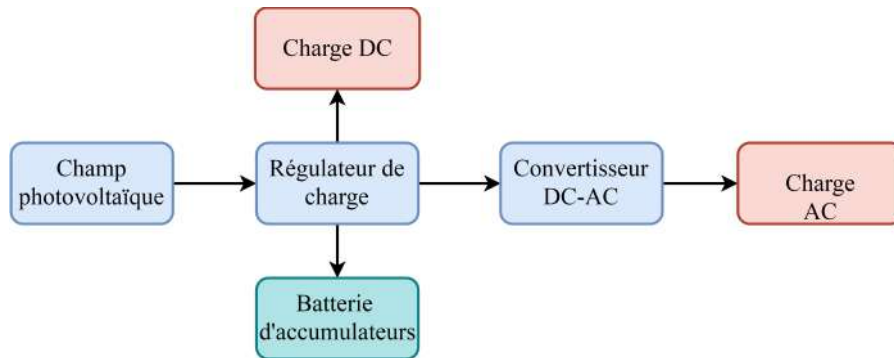 Charge DC
Champ
photovoltaïque
Régulateur de
charge
Convertisseur
DC-AC
Charge
AC
Batterie
d'accumulateurs